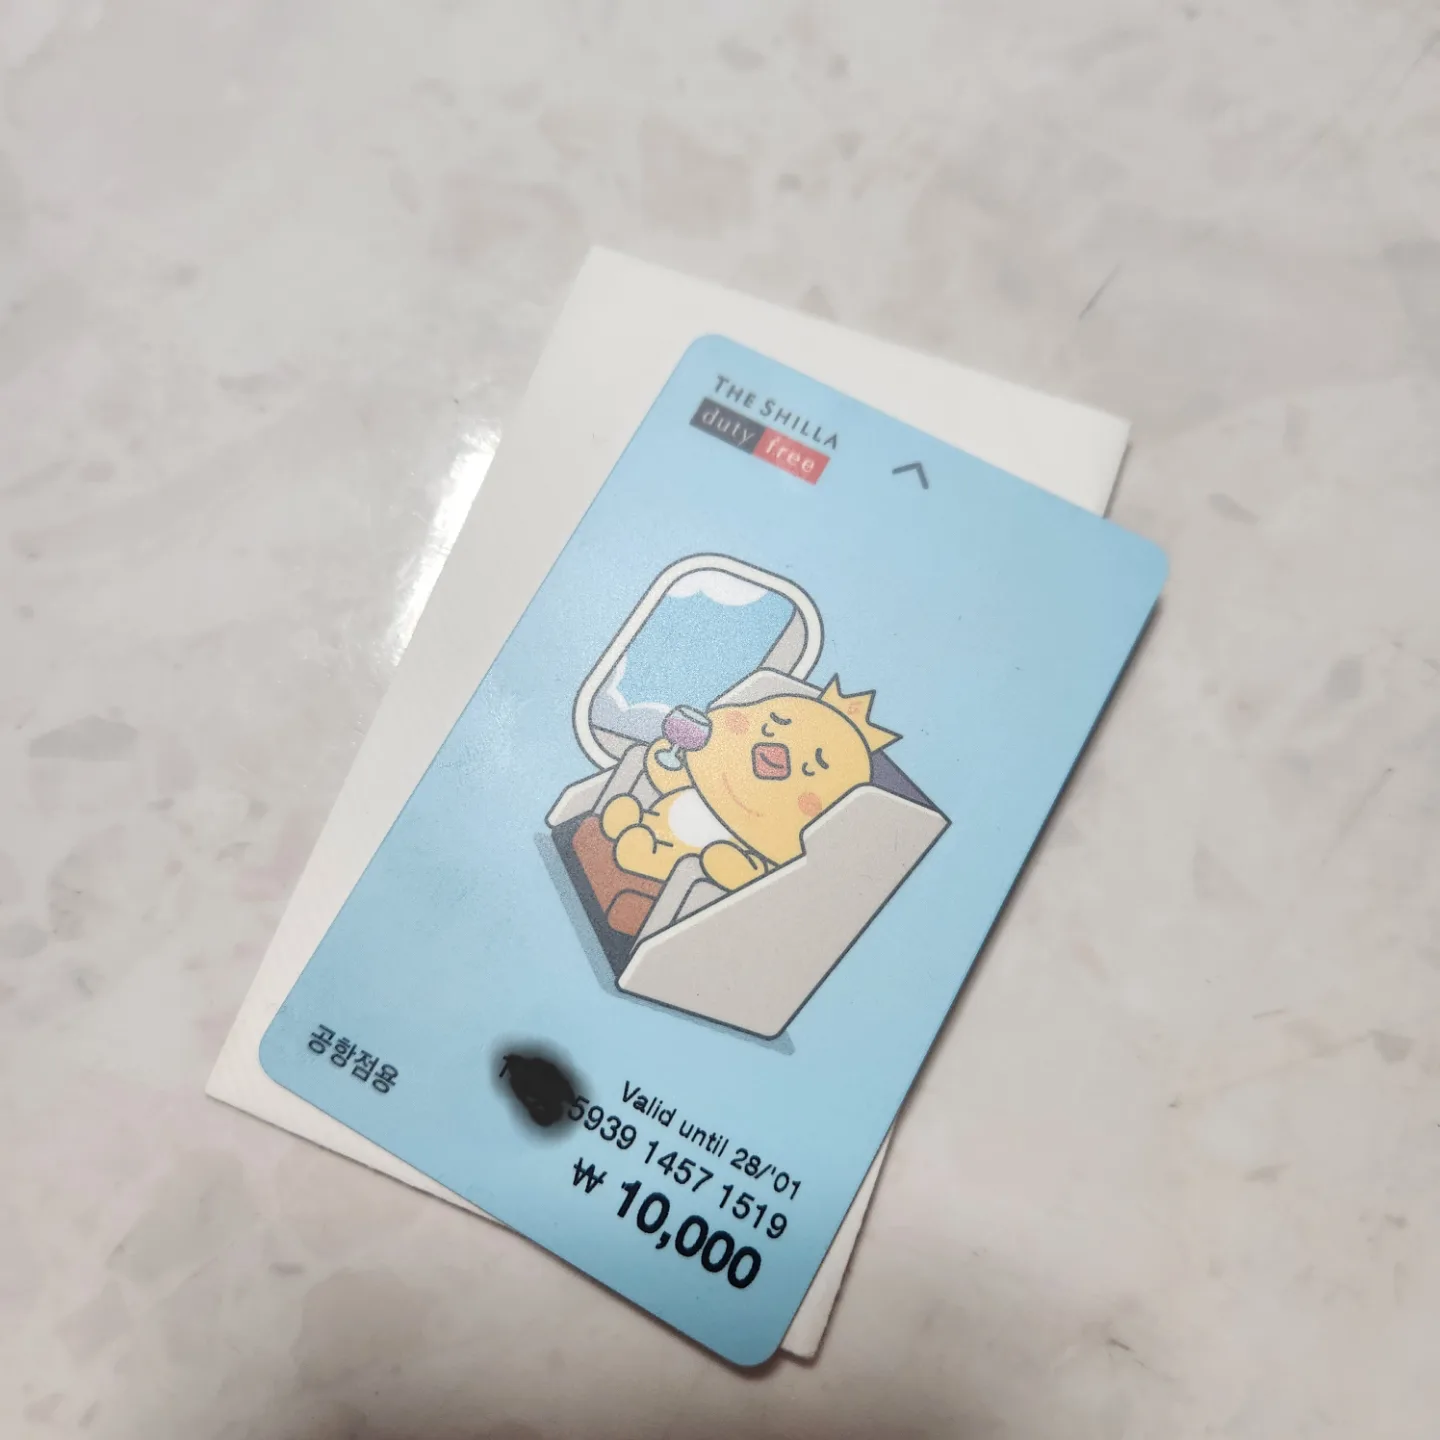 THE SHILLA
duty free
공항점용
Valid until 28/'01
5939 1457 1519
₩ 10,000